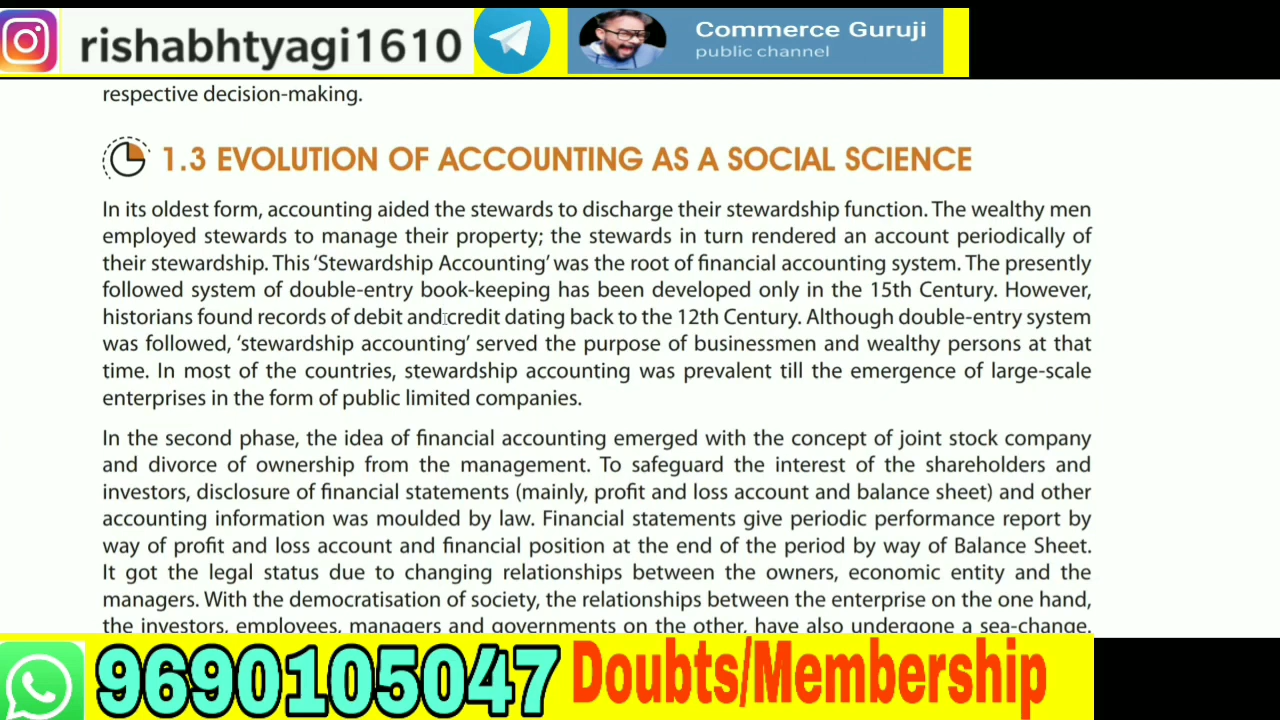 rishabhtyagi1610
Commerce Guruji
public channel
respective decision-making.
1.3 EVOLUTION OF ACCOUNTING AS A SOCIAL SCIENCE
In its oldest form, accounting aided the stewards to discharge their stewardship function. The wealthy men
employed stewards to manage their property; the stewards in turn rendered an account periodically of
their stewardship. This ‘Stewardship Accounting’ was the root of financial accounting system. The presently
followed system of double-entry book-keeping has been developed only in the 15th Century. However,
historians found records of debit and credit dating back to the 12th Century. Although double-entry system
was followed, ‘stewardship accounting’ served the purpose of businessmen and wealthy persons at that
time. In most of the countries, stewardship accounting was prevalent till the emergence of large-scale
enterprises in the form of public limited companies.
In the second phase, the idea of financial accounting emerged with the concept of joint stock company
and divorce of ownership from the management. To safeguard the interest of the shareholders and
investors, disclosure of financial statements (mainly, profit and loss account and balance sheet) and other
accounting information was moulded by law. Financial statements give periodic performance report by
way of profit and loss account and financial position at the end of the period by way of Balance Sheet.
It got the legal status due to changing relationships between the owners, economic entity and the
managers. With the democratisation of society, the relationships between the enterprise on the one hand,
the investors, employees, managers and governments on the other, have also undergone a sea-change.
9690105047 Doubts/Membership